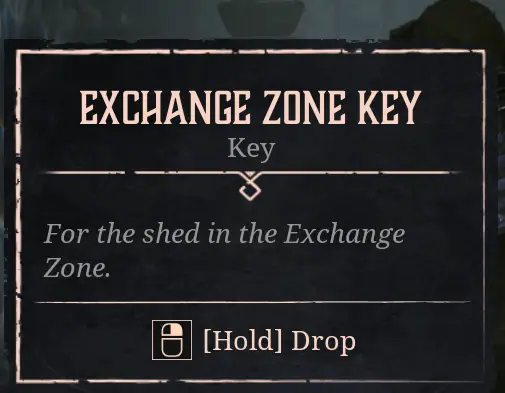 EXCHANGE ZONE KEY
Key
For the shed in the Exchange
Zone.
[Hold] Drop